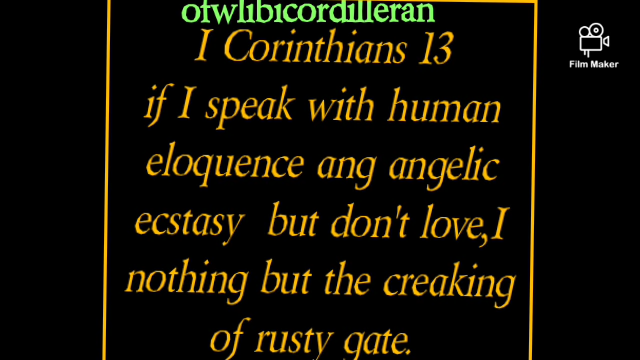 ofwlibicordilleran
I Corinthians 13
if I speak with human
eloquence ang angelic
ecstasy but don't love,I
nothing but the creaking
of rusty gate.
Film Maker